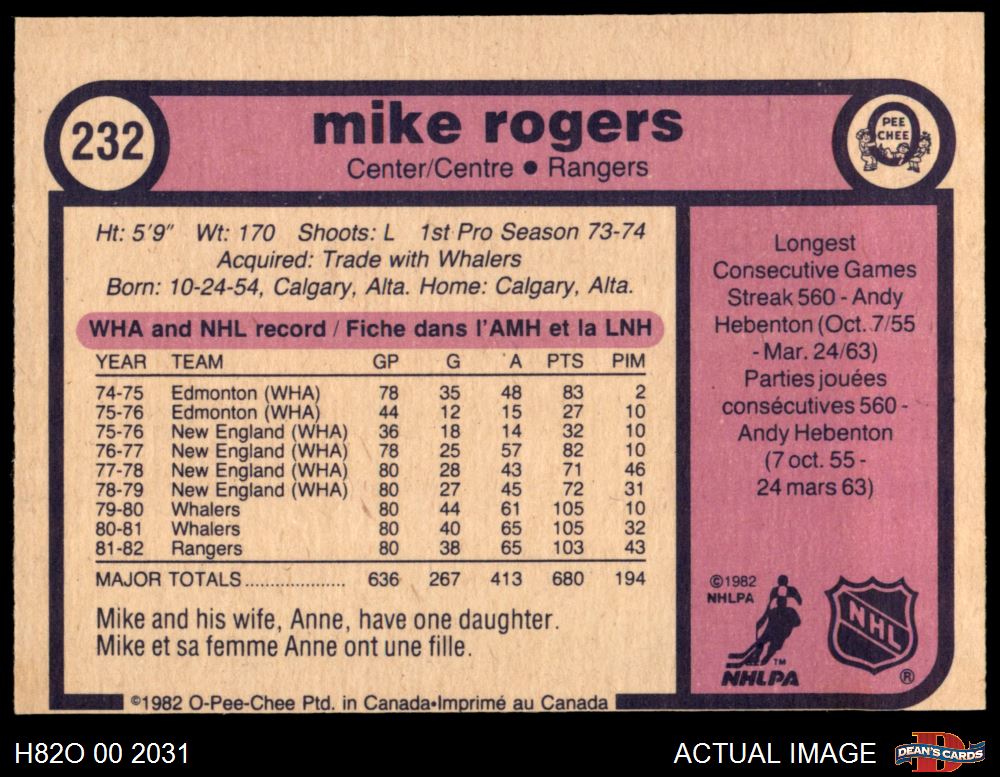 232
mike rogers
Center/Centre • Rangers
PEE
CHEE
Ht: 5'9" Wt: 170 Shoots: L 1st Pro Season 73-74
Acquired: Trade with Whalers
Born: 10-24-54, Calgary, Alta. Home: Calgary, Alta.
WHA and NHL record / Fiche dans l'AMH et la LNH
YEAR TEAM GP G A PTS PIM
74-75 Edmonton (WHA) 78 35 48 83 2
75-76 Edmonton (WHA) 44 12 15 27 10
75-76 New England (WHA) 36 18 14 32 10
76-77 New England (WHA) 78 25 57 82 10
77-78 New England (WHA) 80 28 43 71 46
78-79 New England (WHA) 80 27 45 72 31
79-80 Whalers 80 44 61 105 10
80-81 Whalers 80 40 65 105 32
81-82 Rangers 80 38 65 103 43
MAJOR TOTALS.................... 636 267 413 680 194
Mike and his wife, Anne, have one daughter.
Mike et sa femme Anne ont une fille.
©1982 O-Pee-Chee Ptd. in Canada•Imprimé au Canada
Longest
Consecutive Games
Streak 560 - Andy
Hebenton (Oct. 7/55
- Mar. 24/63)
Parties jouées
consécutives 560 -
Andy Hebenton
(7 oct. 55 -
24 mars 63)
©1982
NHLPA
TM
NHLPA
NHL
®
H82O 00 2031
ACTUAL IMAGE
D
DEAN'S CARDS